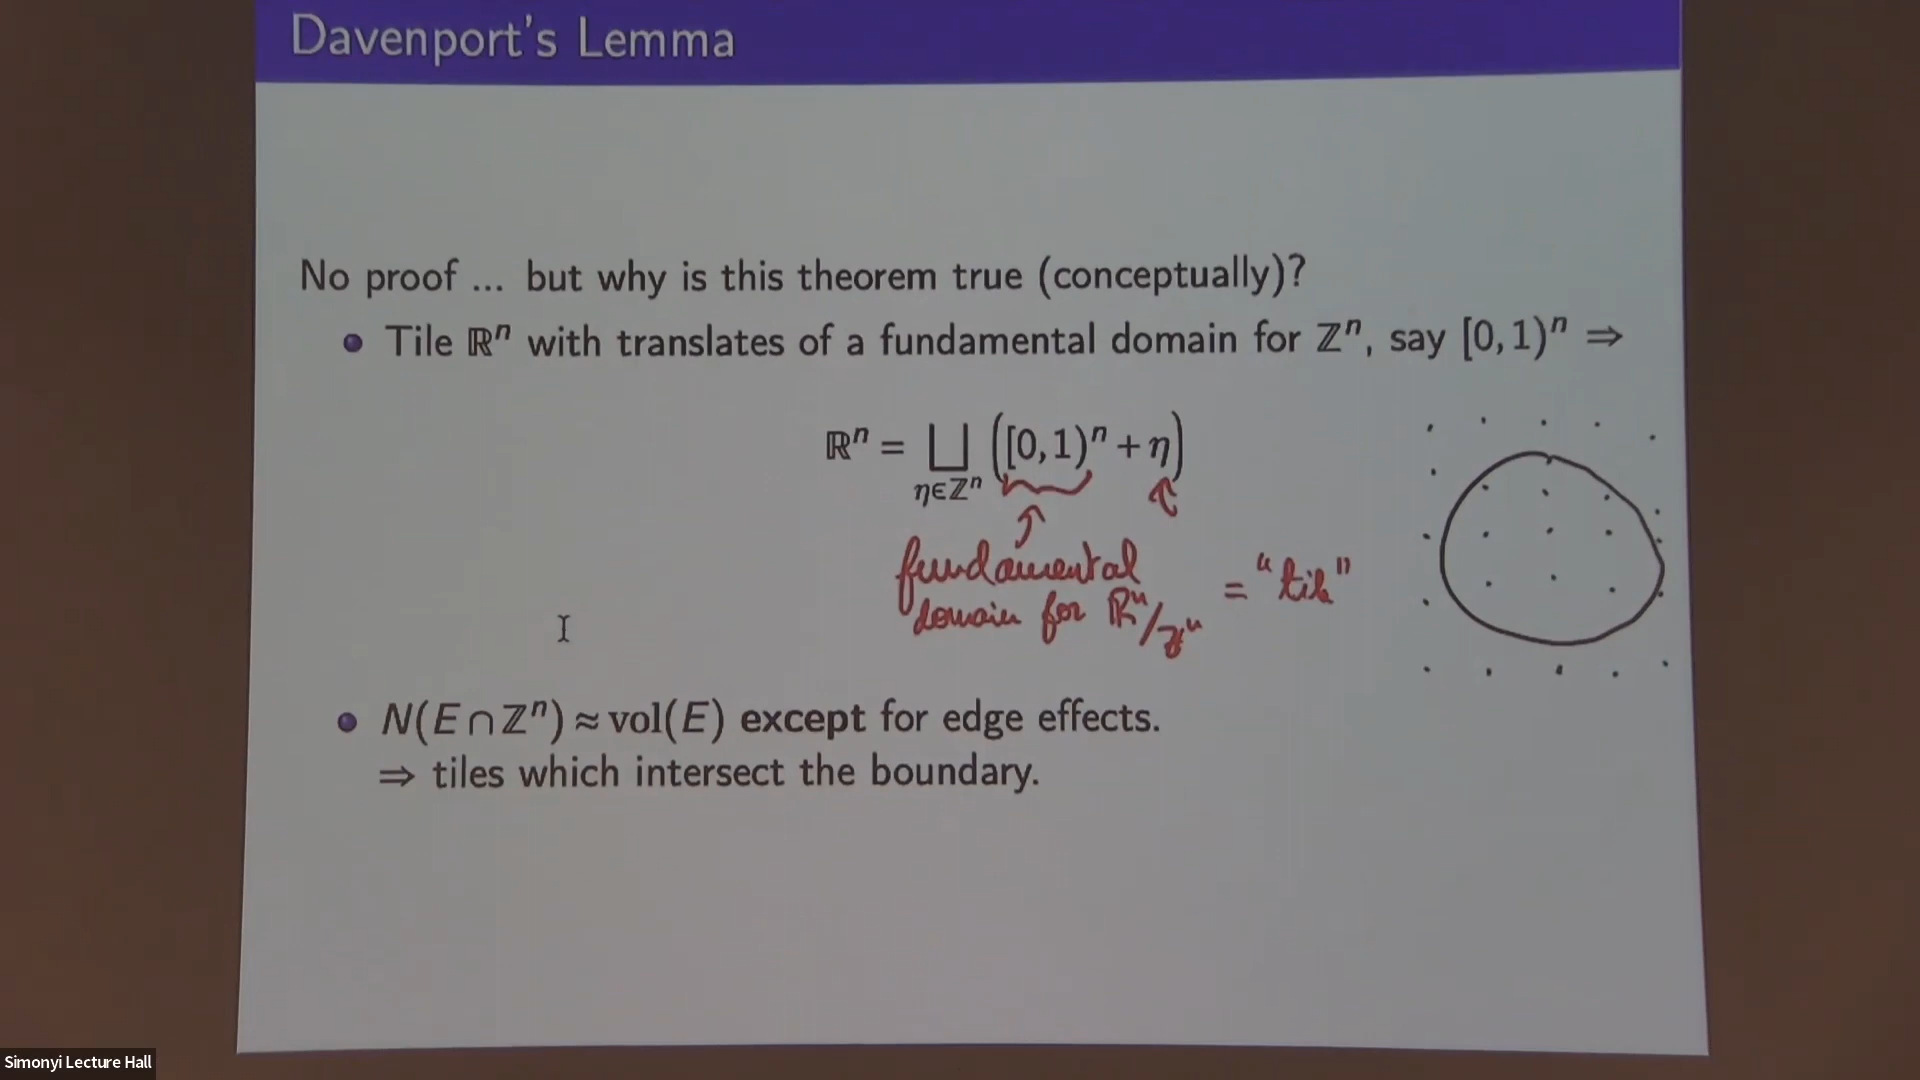 Davenport's Lemma
No proof ... but why is this theorem true (conceptually)?
• Tile ℝⁿ with translates of a fundamental domain for ℤⁿ, say [0,1)ⁿ ⇒
ℝⁿ = ⨆ ([0,1)ⁿ + η)
η∈ℤⁿ
fundamental
domain for ℝⁿ/ℤⁿ = "tile"
• N(E∩ℤⁿ) ≈ vol(E) except for edge effects.
⇒ tiles which intersect the boundary.
Simonyi Lecture Hall